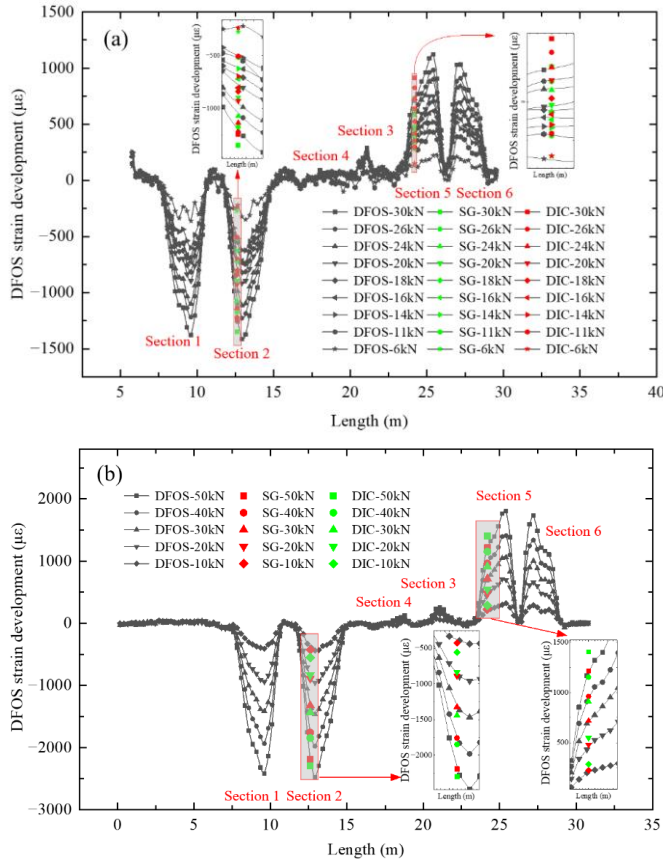 (a)
DFOS strain development (με)
1500
1000
500
0
−500
−1000
−1500
DFOS strain development (με)
-500
-1000
Length (m)
DFOS strain development (με)
Length (m)
Section 3
Section 4
Section 5 Section 6
Section 1
Section 2
DFOS-30kN SG-30kN DIC-30kN
DFOS-26kN SG-26kN DIC-26kN
DFOS-24kN SG-24kN DIC-24kN
DFOS-20kN SG-20kN DIC-20kN
DFOS-18kN SG-18kN DIC-18kN
DFOS-16kN SG-16kN DIC-16kN
DFOS-14kN SG-14kN DIC-14kN
DFOS-11kN SG-11kN DIC-11kN
DFOS-6kN SG-6kN DIC-6kN
0 5 10 15 20 25 30 35 40
Length (m)
(b)
DFOS strain development (με)
2000
1000
0
−1000
−2000
−3000
DFOS-50kN SG-50kN DIC-50kN
DFOS-40kN SG-40kN DIC-40kN
DFOS-30kN SG-30kN DIC-30kN
DFOS-20kN SG-20kN DIC-20kN
DFOS-10kN SG-10kN DIC-10kN
Section 5
Section 6
Section 3
Section 4
DFOS strain development (με)
-500
-1000
-1500
-2000
Length (m)
DFOS strain development (με)
1500
1000
500
Length (m)
Section 1 Section 2
0 5 10 15 20 25 30 35
Length (m)